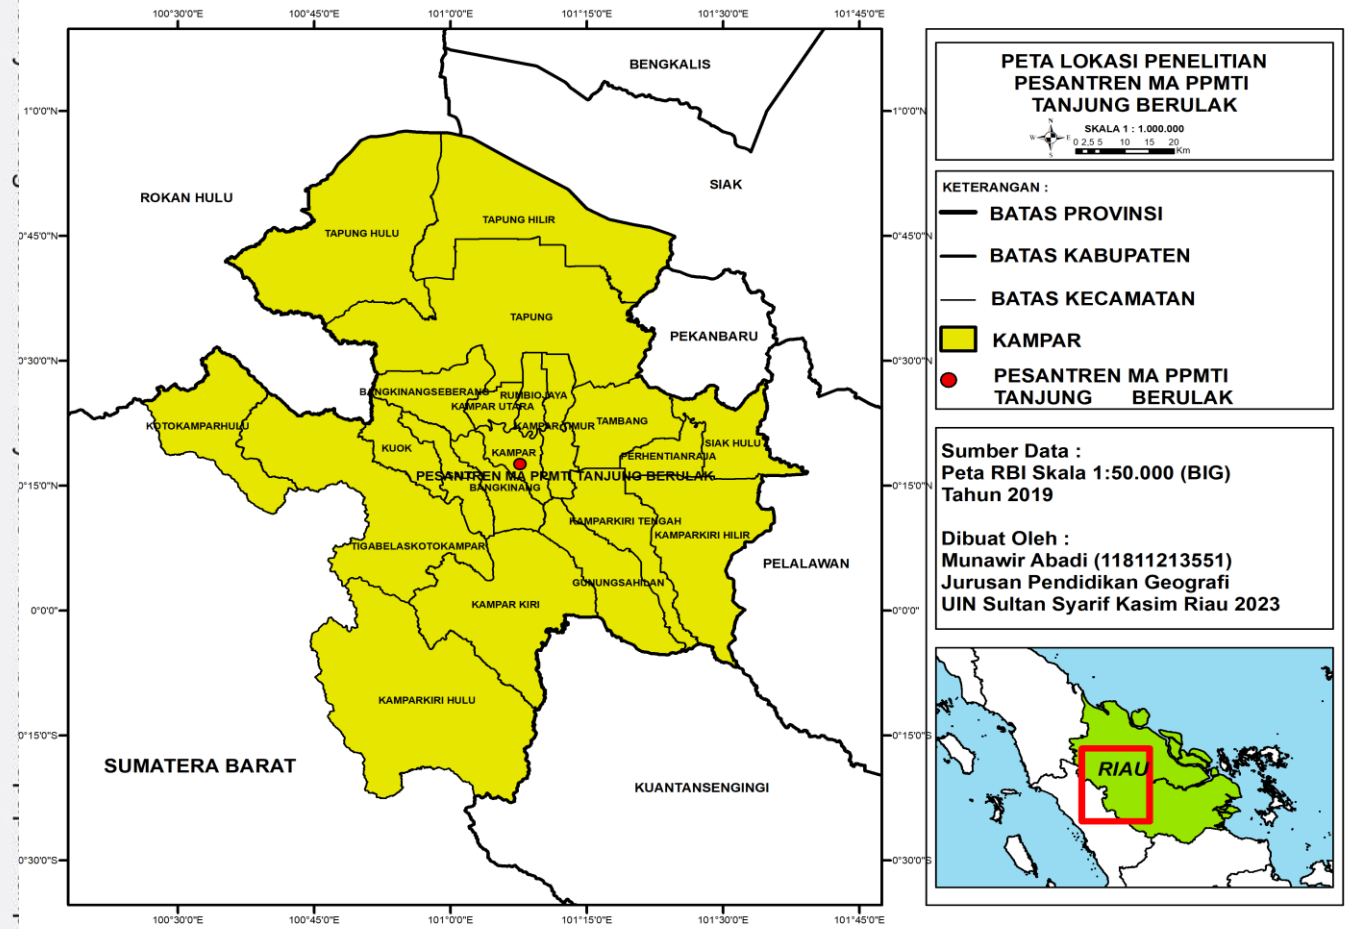 100°30'0"E 100°45'0"E 101°0'0"E 101°15'0"E 101°30'0"E 101°45'0"E
BENGKALIS
1°0'0"N 1°0'0"N
SIAK
ROKAN HULU
TAPUNG HILIR
TAPUNG HULU
0°45'0"N 0°45'0"N
TAPUNG
PEKANBARU
0°30'0"N 0°30'0"N
BANGKINANGSEBERANG
RUMBIOJAYA
KAMPAR UTARA
TAMBANG
KOTOKAMPARHULU
KAMPAR TIMUR
SIAK HULU
KUOK
KAMPAR
PERHENTIANRAJA
PESANTREN MA PPMTI TANJUNG BERULAK
0°15'0"N 0°15'0"N
BANGKINANG
KAMPARKIRI TENGAH
KAMPARKIRI HILIR
TIGABELASKOTOKAMPAR
PELALAWAN
GUNUNGSAHILAN
KAMPAR KIRI
0°0'0" 0°0'0"
KAMPARKIRI HULU
0°15'0"S 0°15'0"S
SUMATERA BARAT
KUANTANSENGINGI
0°30'0"S 0°30'0"S
100°30'0"E 100°45'0"E 101°0'0"E 101°15'0"E 101°30'0"E 101°45'0"E
PETA LOKASI PENELITIAN
PESANTREN MA PPMTI
TANJUNG BERULAK
N
W E
S
SKALA 1 : 1.000.000
0 2,5 5 10 15 20
Km
KETERANGAN :
BATAS PROVINSI
BATAS KABUPATEN
BATAS KECAMATAN
KAMPAR
PESANTREN MA PPMTI
TANJUNG BERULAK
Sumber Data :
Peta RBI Skala 1:50.000 (BIG)
Tahun 2019
Dibuat Oleh :
Munawir Abadi (11811213551)
Jurusan Pendidikan Geografi
UIN Sultan Syarif Kasim Riau 2023
RIAU